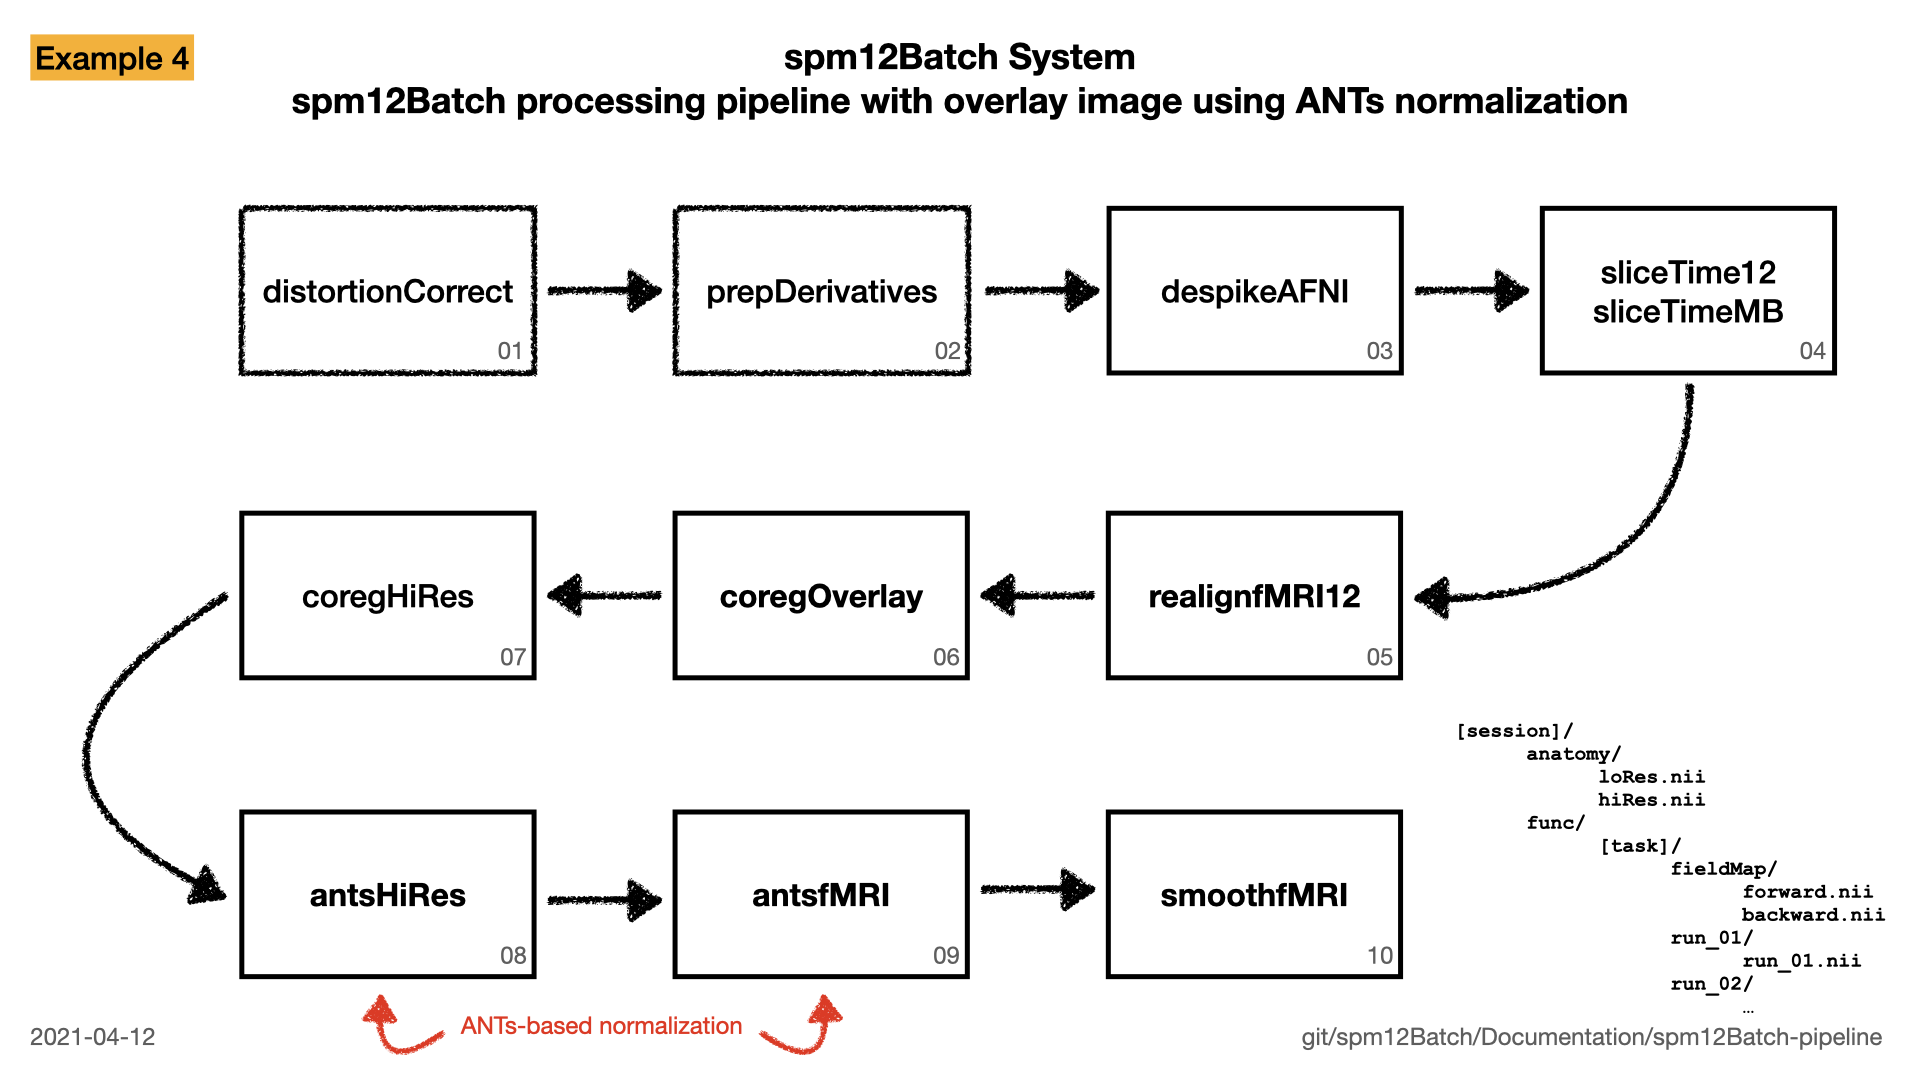 Example 4
spm12Batch System
spm12Batch processing pipeline with overlay image using ANTs normalization
distortionCorrect
01
prepDerivatives
02
despikeAFNI
03
sliceTime12
sliceTimeMB
04
realignfMRI12
05
coregOverlay
06
coregHiRes
07
antsHiRes
08
antsfMRI
09
smoothfMRI
10
ANTs-based normalization
[session]/
anatomy/
loRes.nii
hiRes.nii
func/
[task]/
fieldMap/
forward.nii
backward.nii
run_01/
run_01.nii
run_02/
…
2021-04-12
git/spm12Batch/Documentation/spm12Batch-pipeline